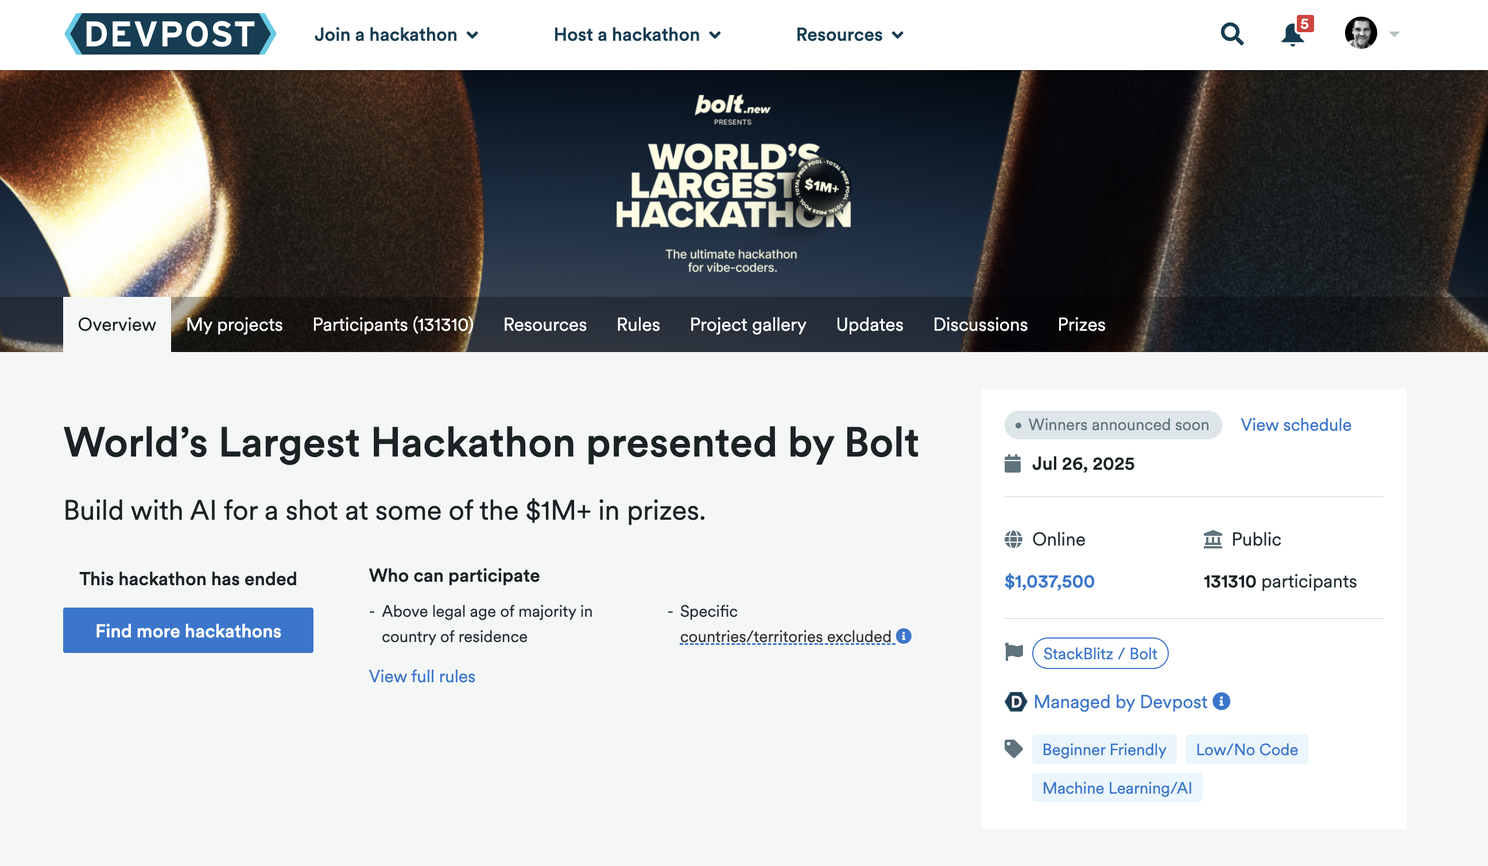 DEVPOST
Join a hackathon
Host a hackathon
Resources
5
bolt.new
PRESENTS
WORLD'S
LARGEST
HACKATHON
$1M+
TOTAL PRIZE POOL
The ultimate hackathon
for vibe-coders.
Overview
My projects
Participants (131310)
Resources
Rules
Project gallery
Updates
Discussions
Prizes
World's Largest Hackathon presented by Bolt
Build with AI for a shot at some of the $1M+ in prizes.
This hackathon has ended
Find more hackathons
Who can participate
- Above legal age of majority in
country of residence
- Specific
countries/territories excluded
View full rules
Winners announced soon
View schedule
Jul 26, 2025
Online
Public
$1,037,500
131310 participants
StackBlitz / Bolt
D
Managed by Devpost
Beginner Friendly
Low/No Code
Machine Learning/AI